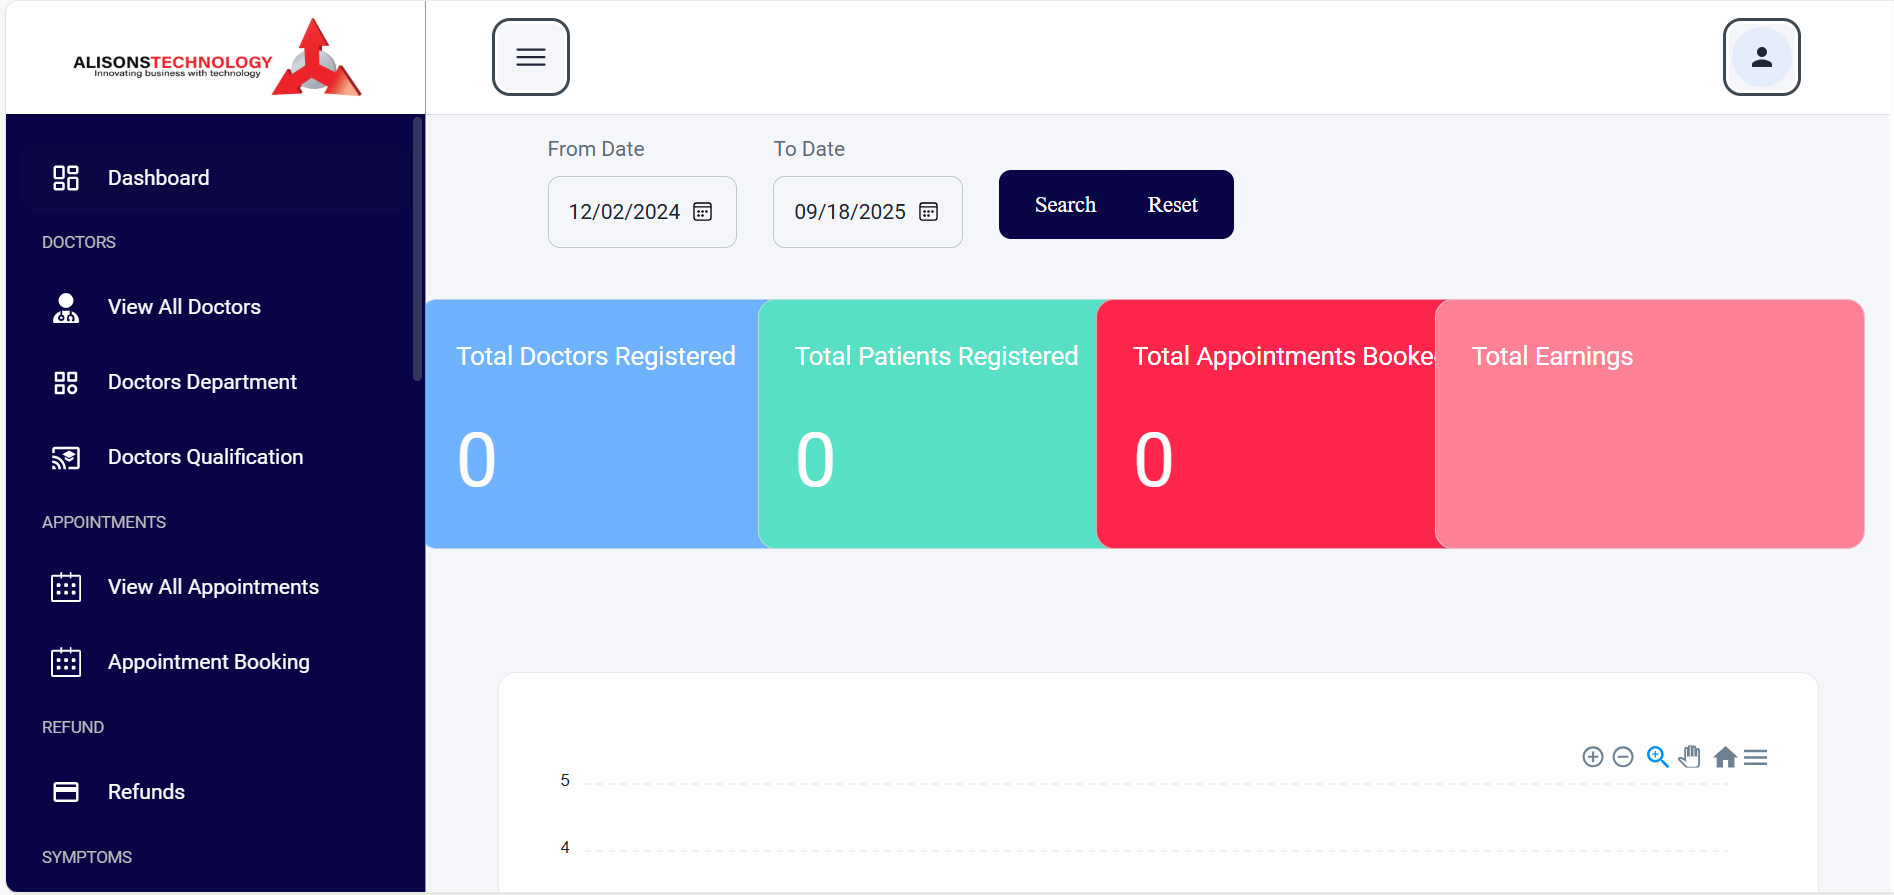 ALISONSTECHNOLOGY
Innovating business with technology
Dashboard
DOCTORS
View All Doctors
Doctors Department
Doctors Qualification
APPOINTMENTS
View All Appointments
Appointment Booking
REFUND
Refunds
SYMPTOMS
From Date
To Date
12/02/2024
09/18/2025
Search
Reset
Total Doctors Registered
0
Total Patients Registered
0
Total Appointments Booke
0
Total Earnings
5
4